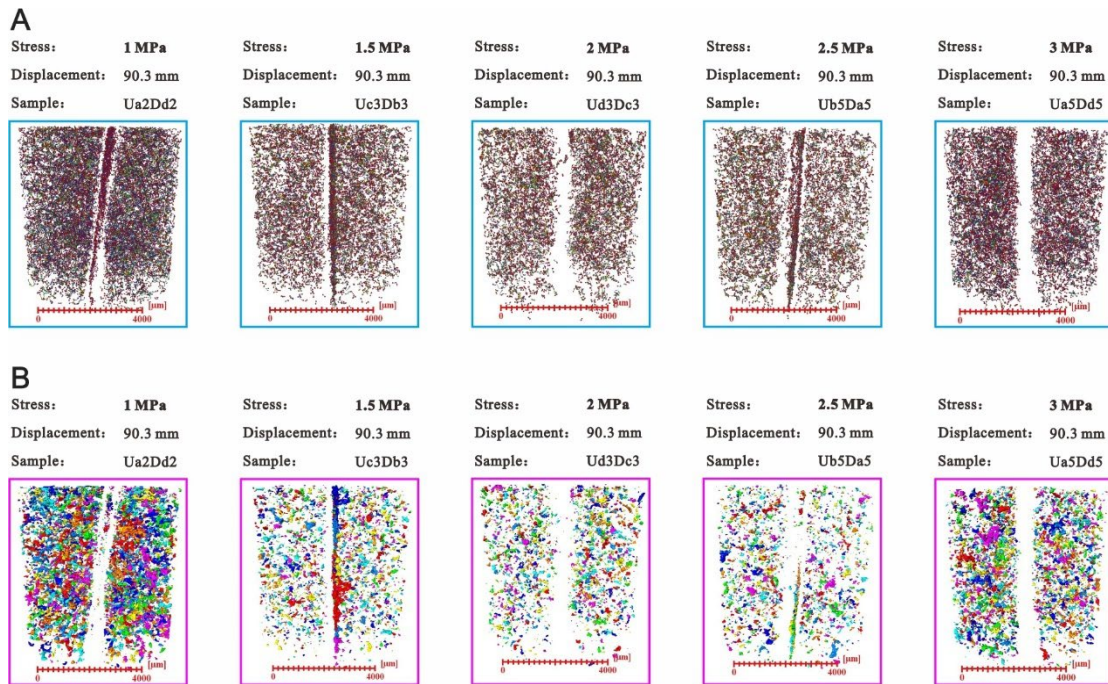 A
Stress: 1 MPa
Displacement: 90.3 mm
Sample: Ua2Dd2
Stress: 1.5 MPa
Displacement: 90.3 mm
Sample: Uc3Db3
Stress: 2 MPa
Displacement: 90.3 mm
Sample: Ud3Dc3
Stress: 2.5 MPa
Displacement: 90.3 mm
Sample: Ub5Da5
Stress: 3 MPa
Displacement: 90.3 mm
Sample: Ua5Dd5
[μm]
0 4000
[μm]
0 4000
[μm]
0 4000
[μm]
0 4000
[μm]
0 4000
B
Stress: 1 MPa
Displacement: 90.3 mm
Sample: Ua2Dd2
Stress: 1.5 MPa
Displacement: 90.3 mm
Sample: Uc3Db3
Stress: 2 MPa
Displacement: 90.3 mm
Sample: Ud3Dc3
Stress: 2.5 MPa
Displacement: 90.3 mm
Sample: Ub5Da5
Stress: 3 MPa
Displacement: 90.3 mm
Sample: Ua5Dd5
[μm]
0 4000
[μm]
0 4000
[μm]
0 4000
[μm]
0 4000
[μm]
0 4000